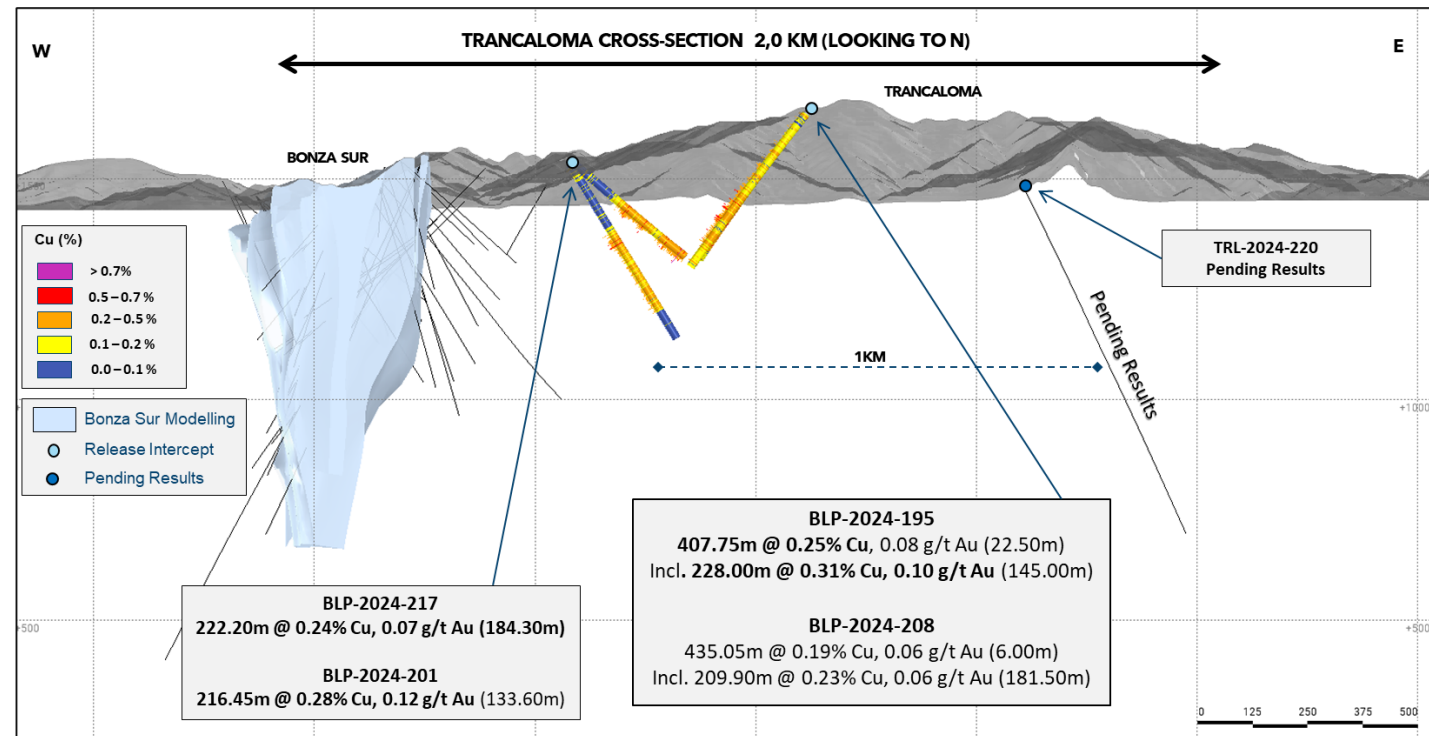 TRANCALOMA CROSS-SECTION 2,0 KM (LOOKING TO N)
W
E
TRANCALOMA
BONZA SUR
Cu (%)
> 0.7%
0.5 – 0.7 %
0.2 – 0.5 %
0.1 – 0.2 %
0.0 – 0.1 %
Bonza Sur Modelling
Release Intercept
Pending Results
TRL-2024-220
Pending Results
Pending Results
1KM
+1000
BLP-2024-195
407.75m @ 0.25% Cu, 0.08 g/t Au (22.50m)
Incl. 228.00m @ 0.31% Cu, 0.10 g/t Au (145.00m)
BLP-2024-208
435.05m @ 0.19% Cu, 0.06 g/t Au (6.00m)
Incl. 209.90m @ 0.23% Cu, 0.06 g/t Au (181.50m)
BLP-2024-217
222.20m @ 0.24% Cu, 0.07 g/t Au (184.30m)
BLP-2024-201
216.45m @ 0.28% Cu, 0.12 g/t Au (133.60m)
+500
0 125 250 375 500